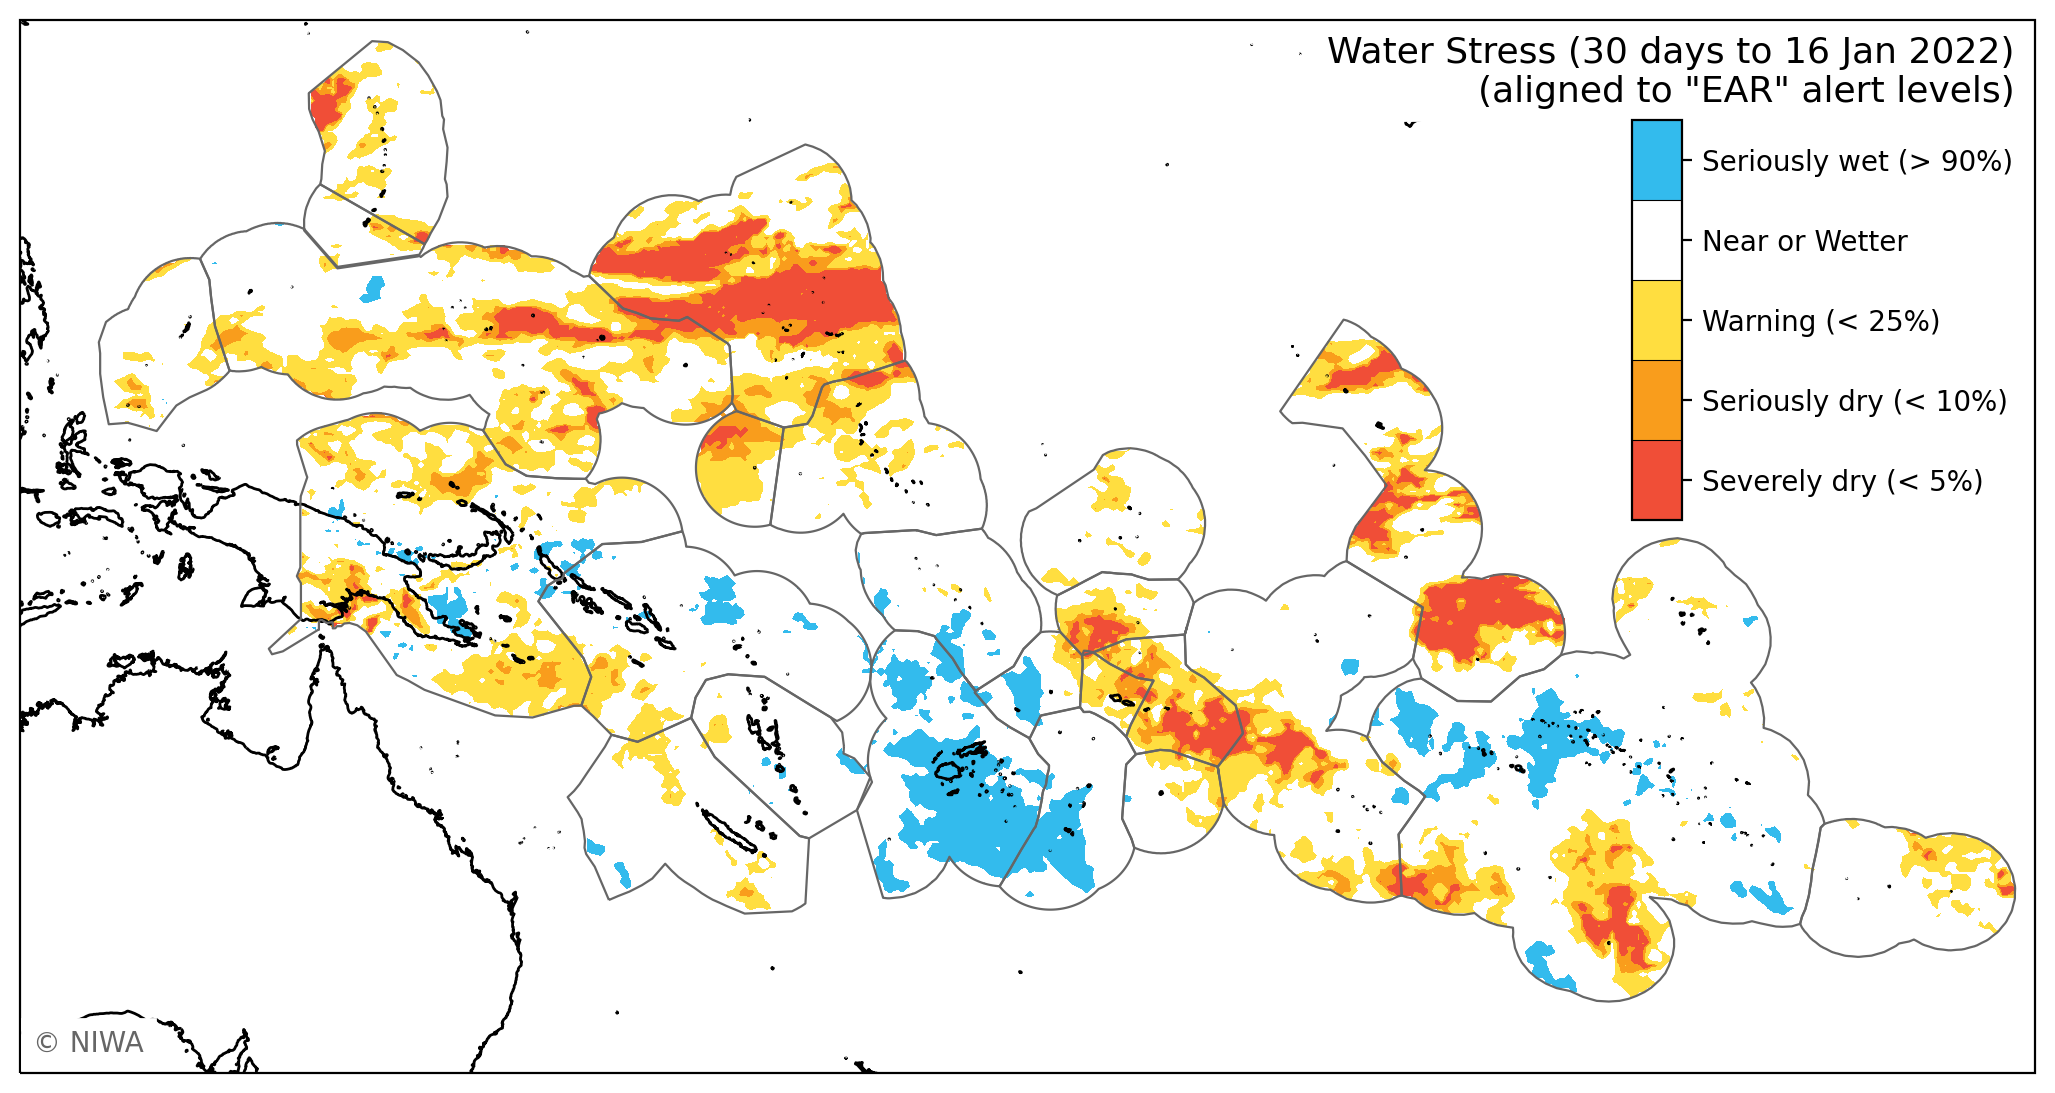 Water Stress (30 days to 16 Jan 2022)
(aligned to "EAR" alert levels)
Seriously wet (> 90%)
Near or Wetter
Warning (< 25%)
Seriously dry (< 10%)
Severely dry (< 5%)
© NIWA